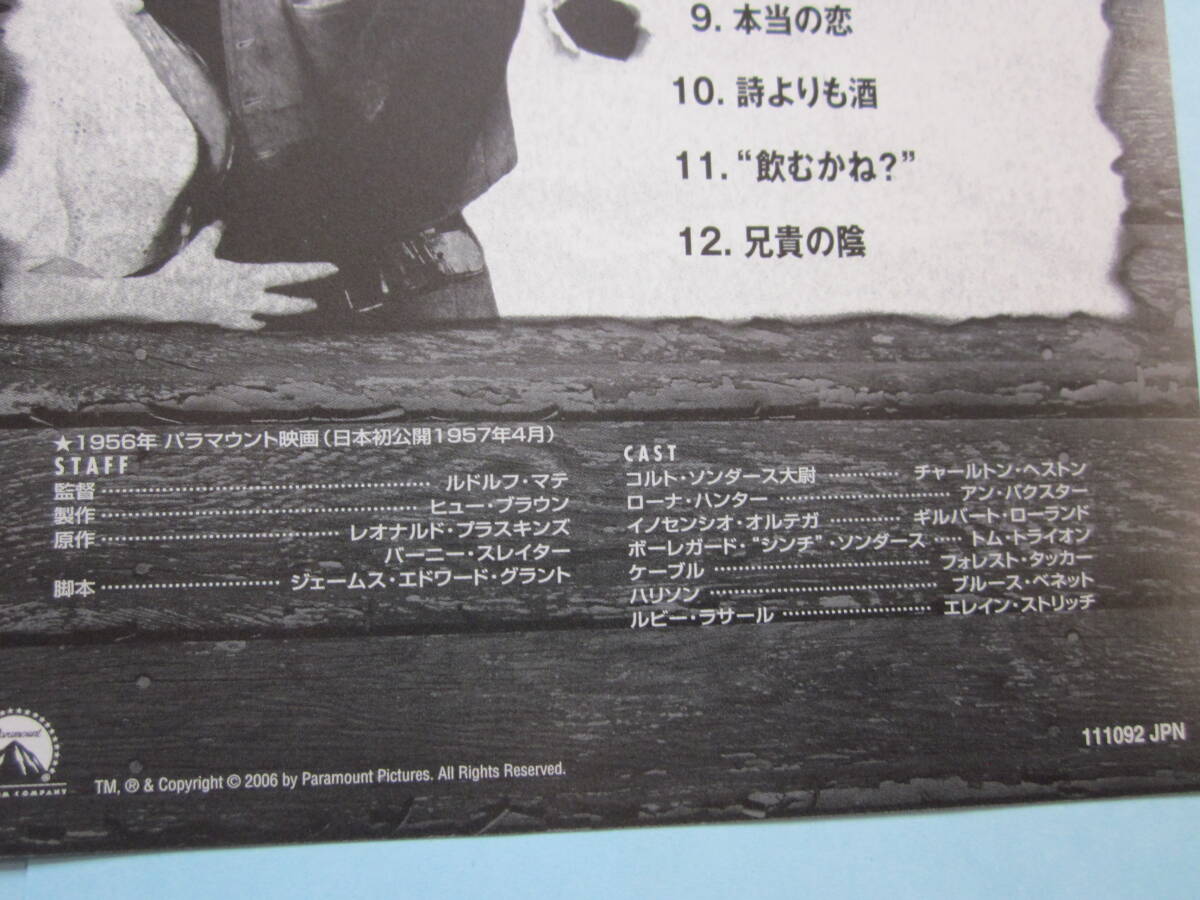 9. 本当の恋
10. 詩よりも酒
11. “飲むかね?”
12. 兄貴の陰
★1956年 パラマウント映画(日本初公開1957年4月)
STAFF
監督 ルドルフ・マテ
製作 ヒュー・ブラウン
原作 レオナルド・プラスキンズ
バーニー・スレイター
脚本 ジェームス・エドワード・グラント
CAST
コルト・ソンダース大尉 チャールトン・ヘストン
ローナ・ハンター アン・バクスター
イノセンシオ・オルテガ ギルバート・ローランド
ボーレガード・“シンチ”・ソンダース トム・トライオン
ケーブル フォレスト・タッカー
ハリソン ブルース・ベネット
ルビー・ラサール エレイン・ストリッチ
Paramount
COMPANY
TM, ® & Copyright © 2006 by Paramount Pictures. All Rights Reserved.
111092 JPN